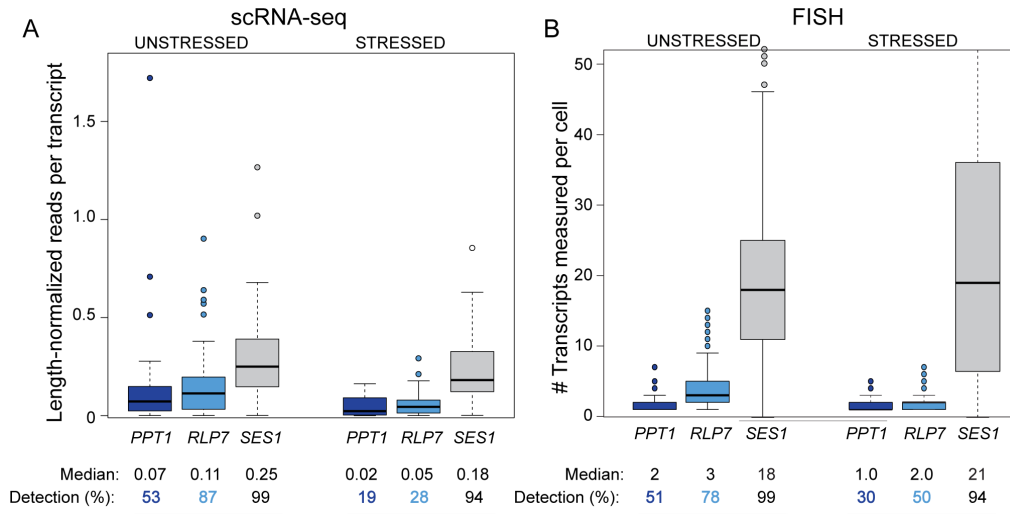 scRNA-seq
A
UNSTRESSED STRESSED
Length-normalized reads per transcript
1.5
1.0
0.5
0
PPT1 RLP7 SES1 PPT1 RLP7 SES1
Median: 0.07 0.11 0.25 0.02 0.05 0.18
Detection (%): 53 87 99 19 28 94
FISH
B
UNSTRESSED STRESSED
# Transcripts measured per cell
50
40
30
20
10
0
PPT1 RLP7 SES1 PPT1 RLP7 SES1
Median: 2 3 18 1.0 2.0 21
Detection (%): 51 78 99 30 50 94